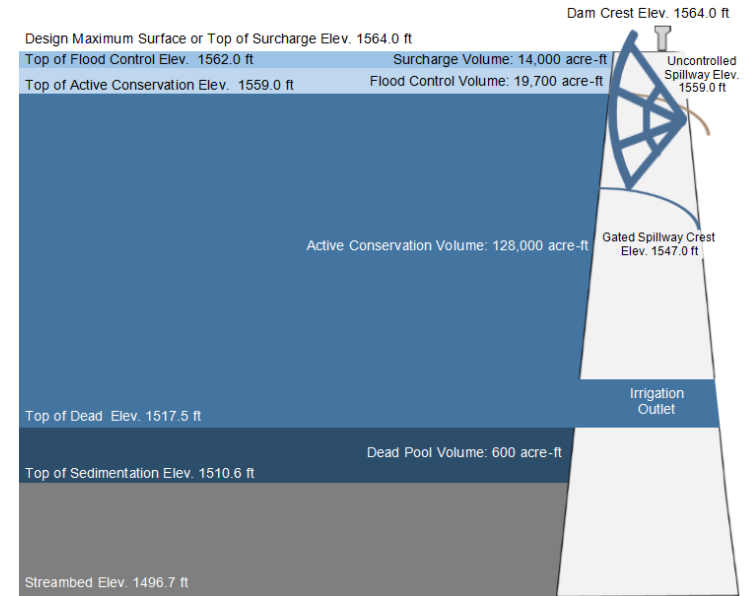 Dam Crest Elev. 1564.0 ft
Design Maximum Surface or Top of Surcharge Elev. 1564.0 ft
Top of Flood Control Elev. 1562.0 ft
Surcharge Volume: 14,000 acre-ft
Uncontrolled
Spillway Elev.
1559.0 ft
Top of Active Conservation Elev. 1559.0 ft
Flood Control Volume: 19,700 acre-ft
Active Conservation Volume: 128,000 acre-ft
Gated Spillway Crest
Elev. 1547.0 ft
Irrigation
Outlet
Top of Dead Elev. 1517.5 ft
Dead Pool Volume: 600 acre-ft
Top of Sedimentation Elev. 1510.6 ft
Streambed Elev. 1496.7 ft